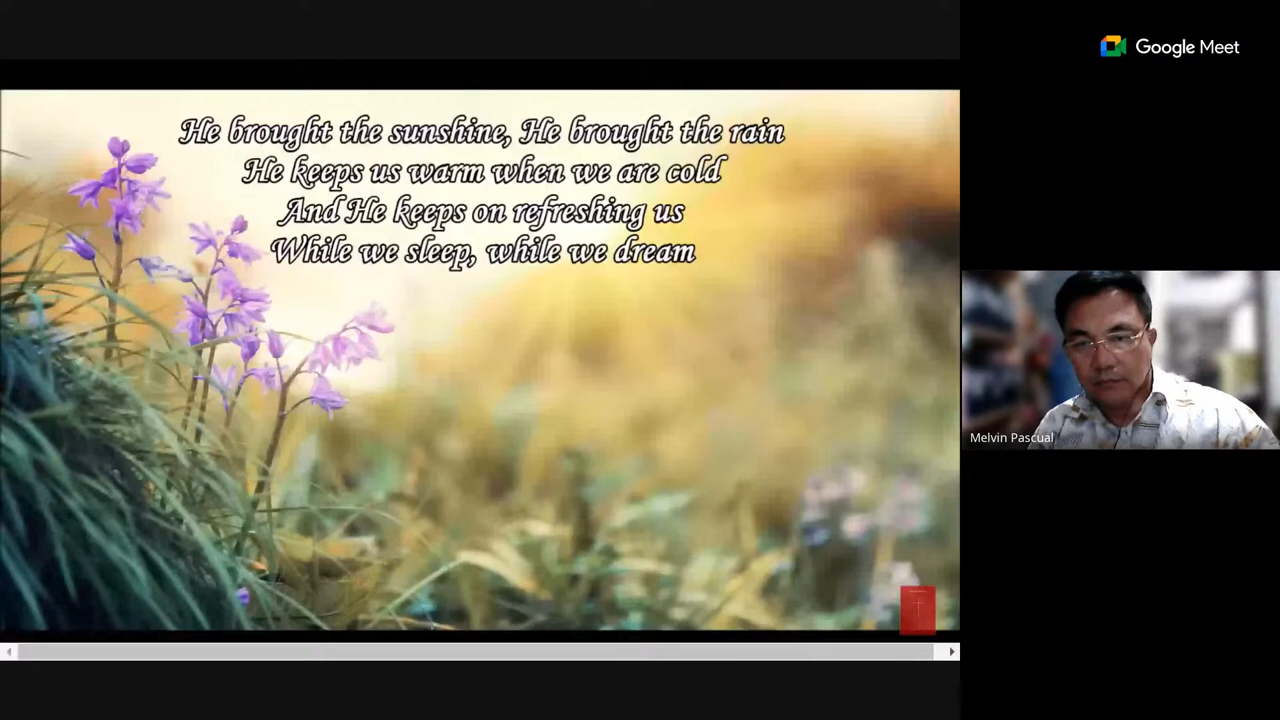 He brought the sunshine, He brought the rain
He keeps us warm when we are cold
And He keeps on refreshing us
While we sleep, while we dream
Google Meet
Melvin Pascual